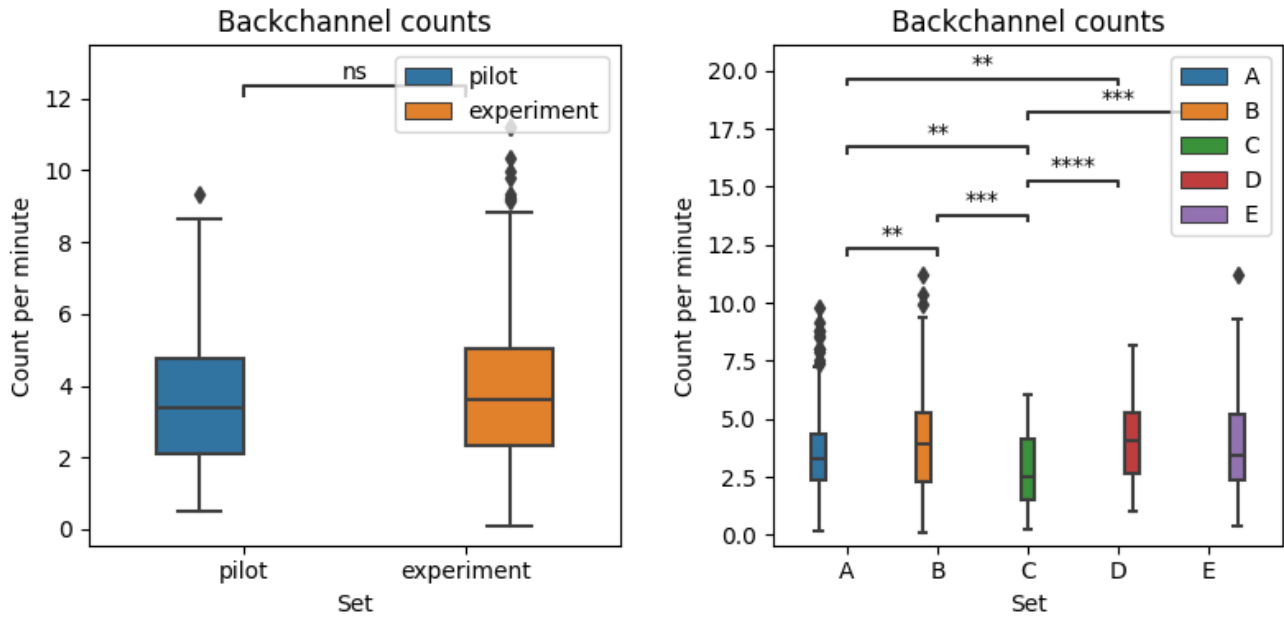 Backchannel counts
ns
pilot
experiment
12
10
8
6
4
2
0
Count per minute
pilot
experiment
Set
Backchannel counts
**
***
**
****
***
**
A
B
C
D
E
20.0
17.5
15.0
12.5
10.0
7.5
5.0
2.5
0.0
Count per minute
A
B
C
D
E
Set